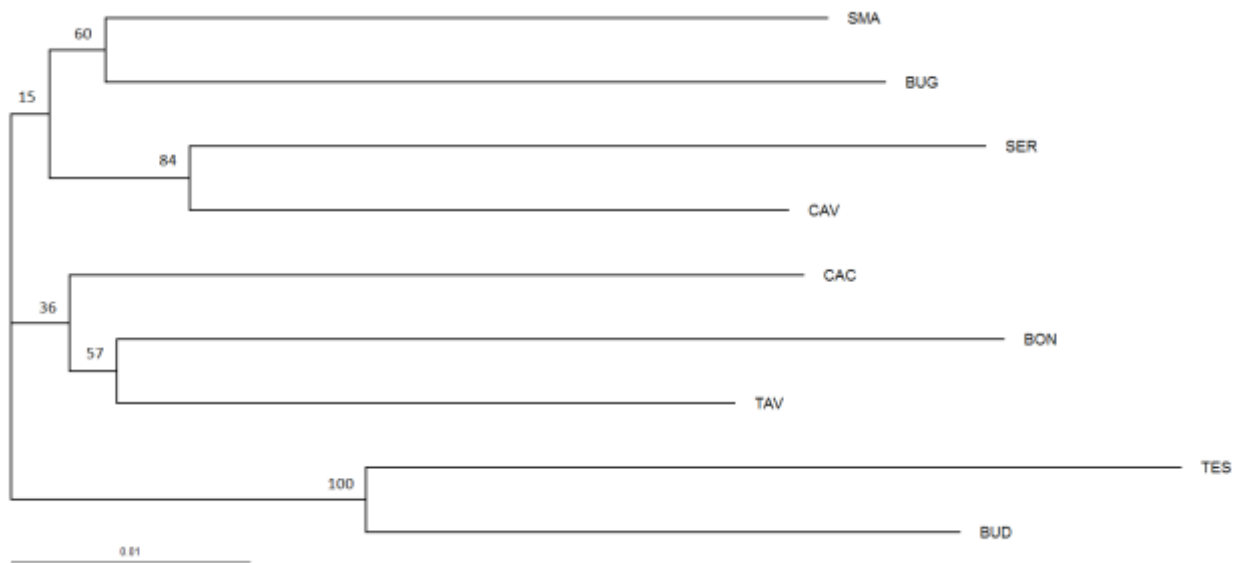 SMA
60
BUG
15
SER
84
CAV
CAC
36
BON
57
TAV
TES
100
BUD
0.01